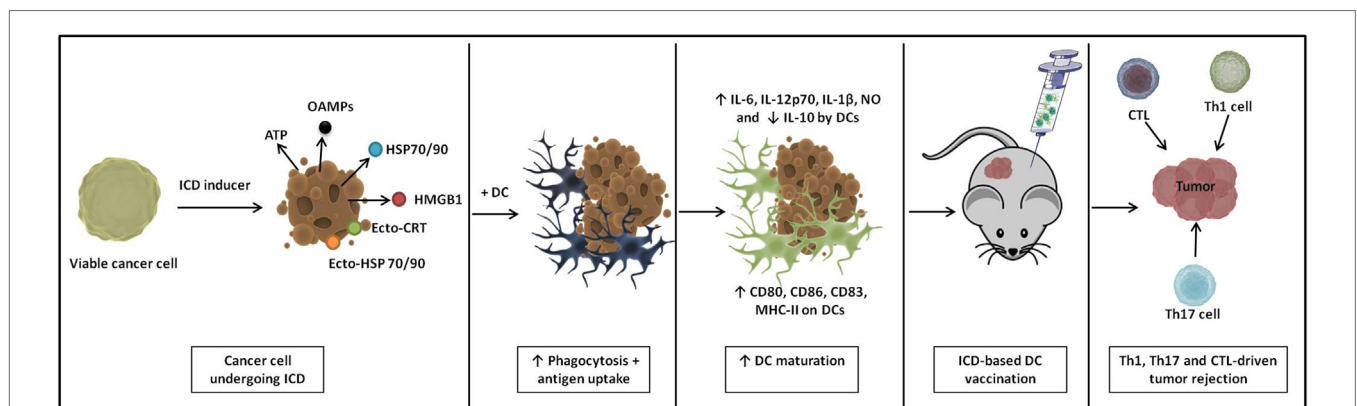 OAMPs
ATP
HSP70/90
ICD inducer
HMGB1
Ecto-CRT
Ecto-HSP 70/90
Viable cancer cell
Cancer cell
undergoing ICD
+ DC
↑ Phagocytosis +
antigen uptake
↑ IL-6, IL-12p70, IL-1β, NO
and ↓ IL-10 by DCs
↑ CD80, CD86, CD83,
MHC-II on DCs
↑ DC maturation
ICD-based DC
vaccination
CTL
Th1 cell
Tumor
Th17 cell
Th1, Th17 and CTL-driven
tumor rejection